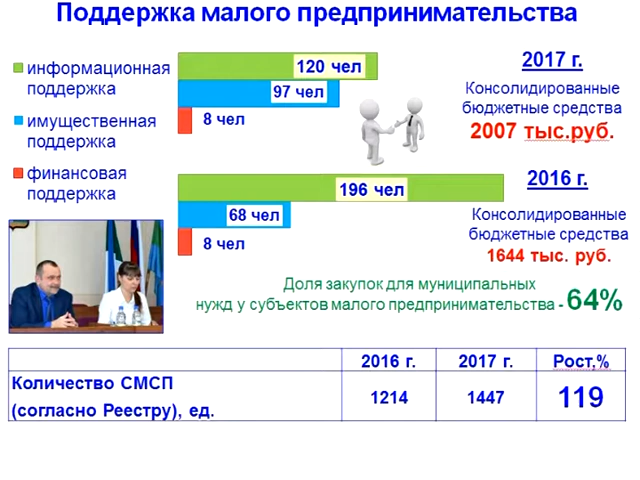 Поддержка малого предпринимательства
информационная
поддержка
имущественная
поддержка
финансовая
поддержка
120 чел
97 чел
8 чел
2017 г.
Консолидированные
бюджетные средства
2007 тыс.руб.
196 чел
68 чел
8 чел
2016 г.
Консолидированные
бюджетные средства
1644 тыс. руб.
Доля закупок для муниципальных
нужд у субъектов малого предпринимательства - 64%
2016 г. 2017 г. Рост,%
Количество СМСП
(согласно Реестру), ед.
1214 1447 119